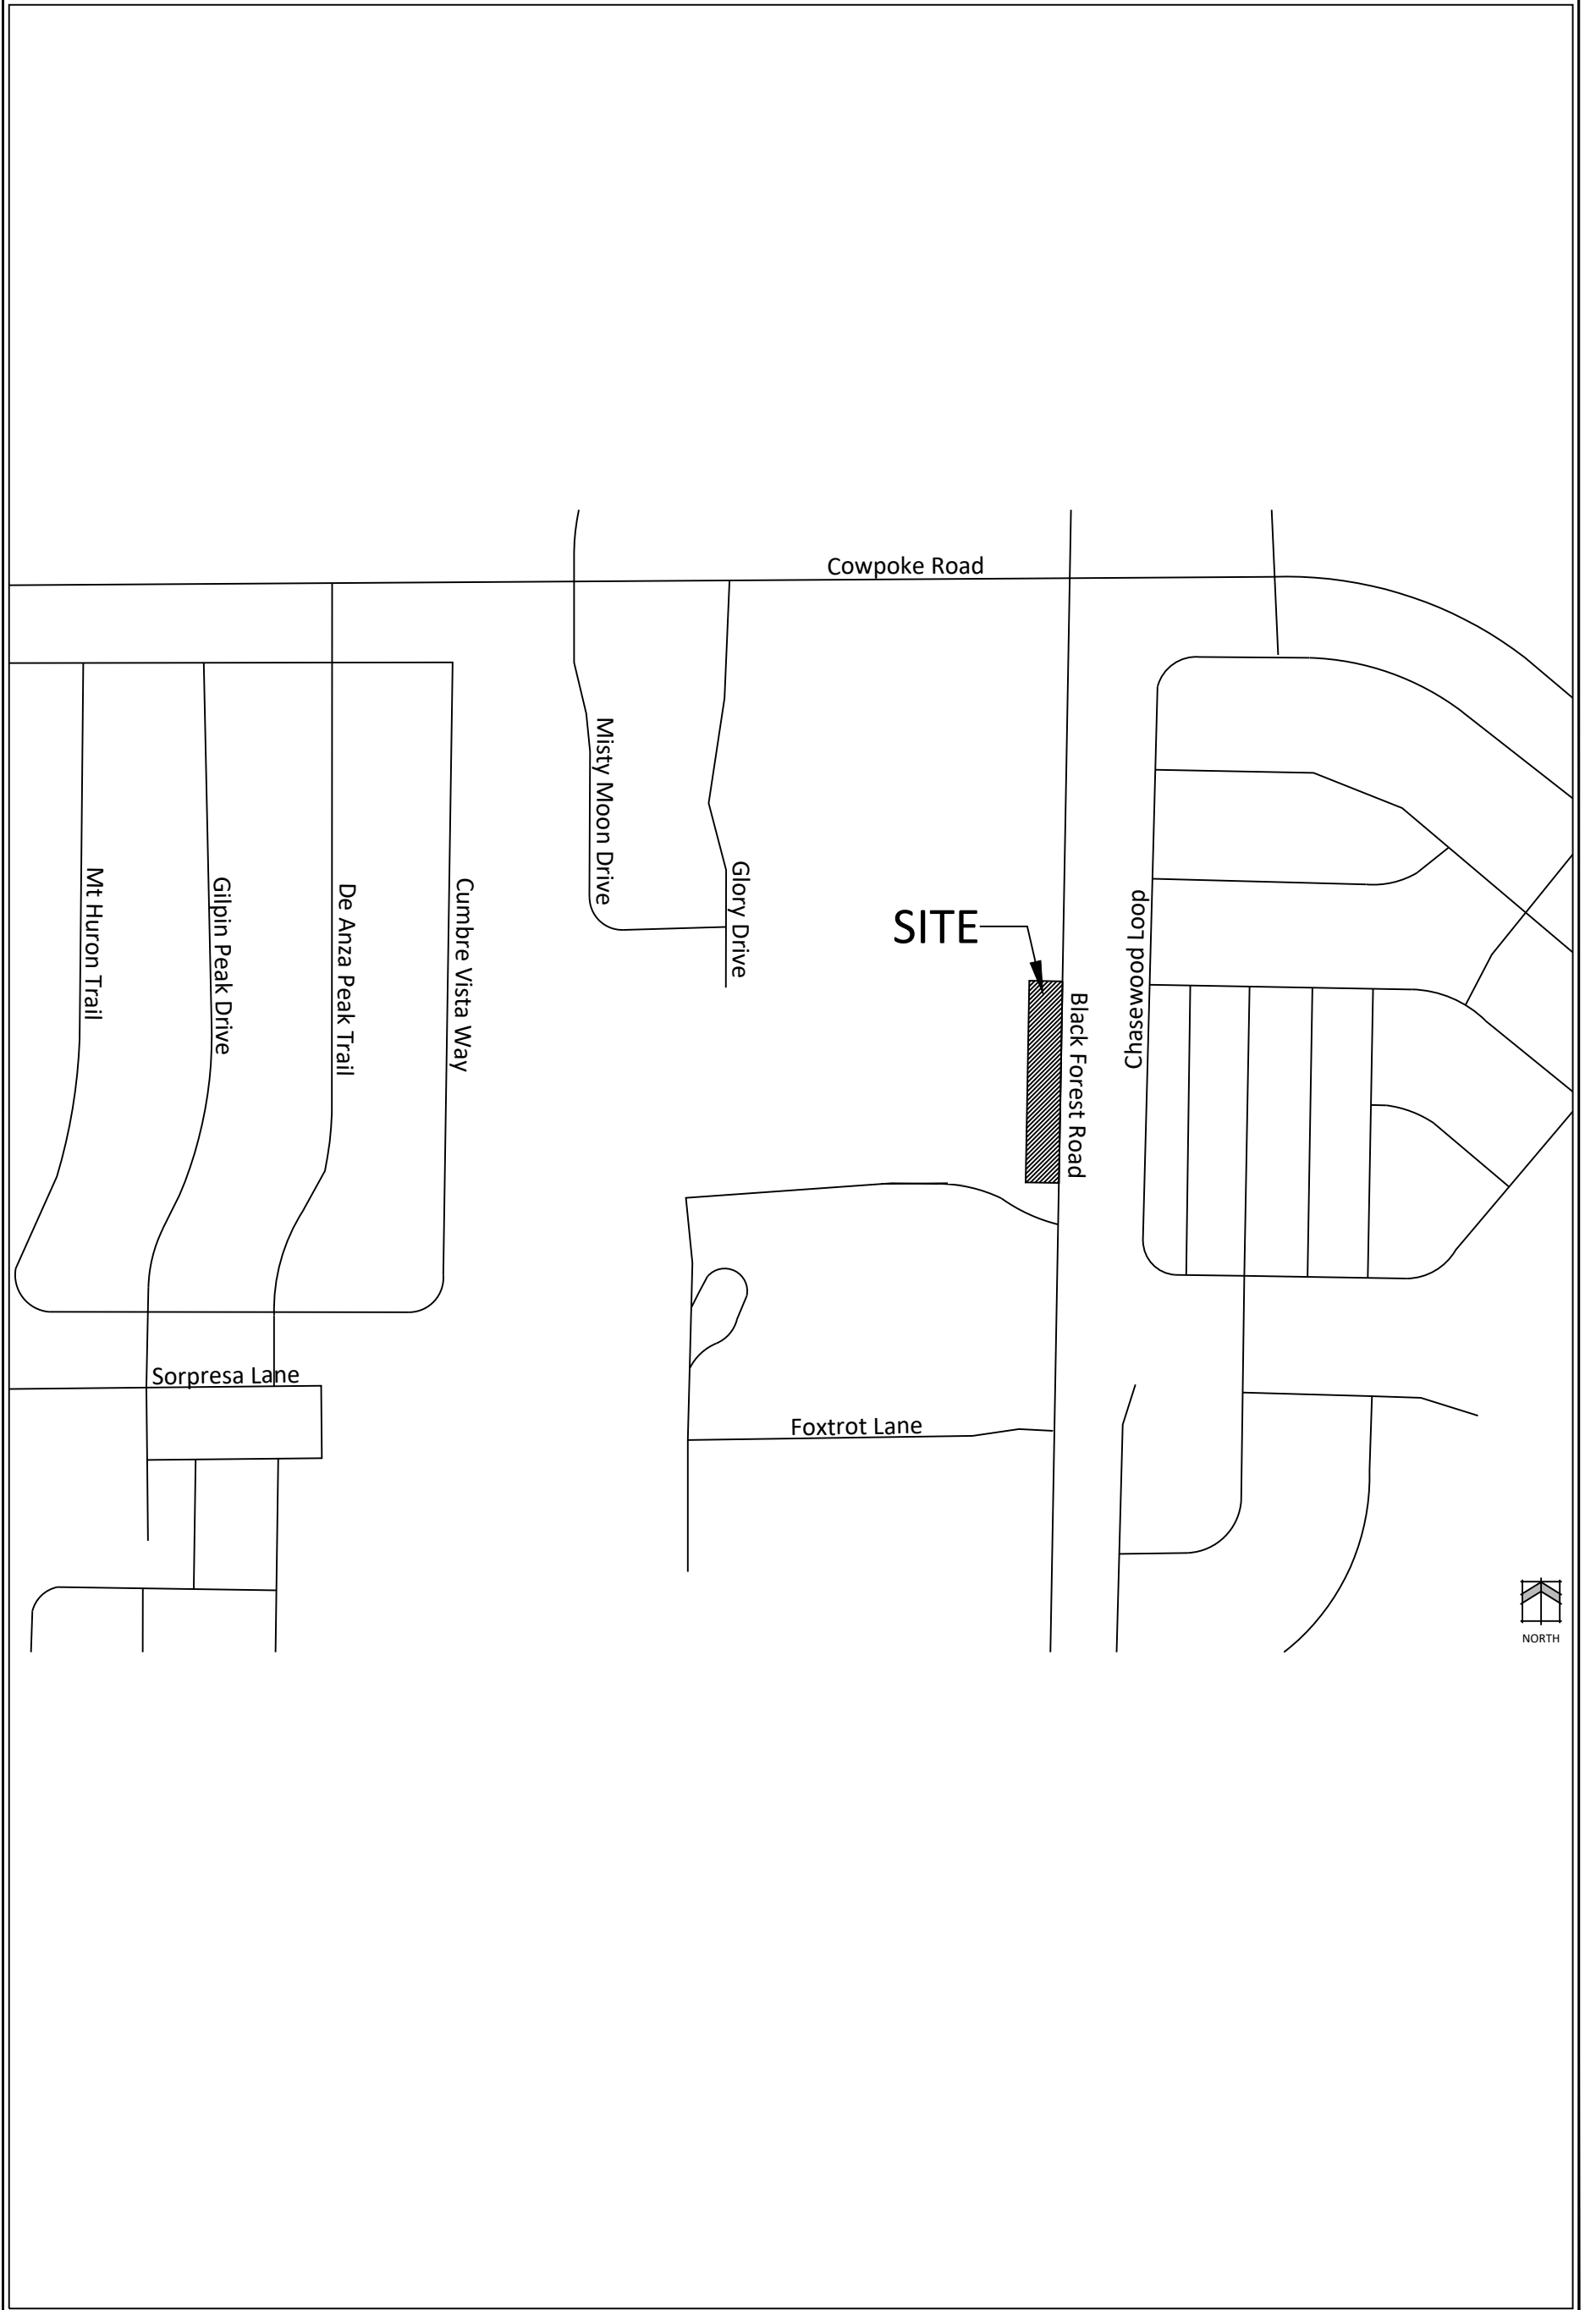 Cowpoke Road
Misty Moon Drive
Glory Drive
Mt Huron Trail
Gilpin Peak Drive
De Anza Peak Trail
Cumbre Vista Way
SITE
Black Forest Road
Chasewood Loop
Sorpresa Lane
Foxtrot Lane
NORTH